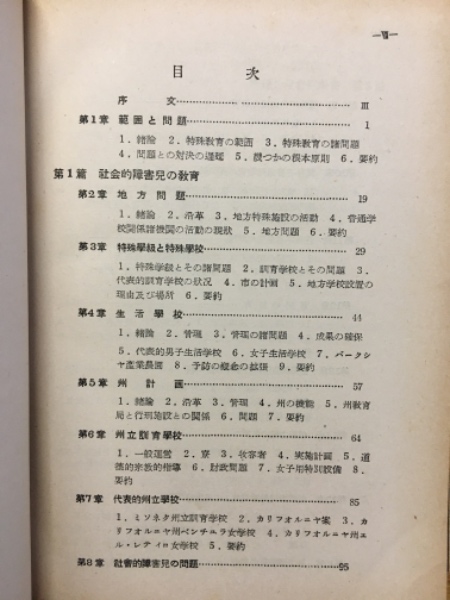 —Ⅶ—
目 次
序 文……………………… Ⅲ
第1章 範囲と問題……………………… 1
1．緒論 2．特殊教育の範囲 3．特殊教育の諸問題
4．問題との対決の遅延 5．幾つかの根本原則 6．要約
第1篇 社会的障害児の教育
第2章 地方問題……………………… 19
1．緒論 2．沿革 3．地方特殊施設の活動 4．普通学
校関係諸機関の活動の現状 5．地方問題 6．要約
第3章 特殊學級と特殊學校……………………… 29
1．特殊学級とその諸問題 2．訓育学校とその問題 3．
代表的訓育学校の状況 4．市の計画 5．地方学校設置の
理由及び場所 6．要約
第4章 生活學校……………………… 44
1．緒論 2．管理 3．管理の諸問題 4．成果の確保
5．代表的男子生活学校 6．女子生活学校 7．バークシ
ヤ産業農園 8．予防の概念の拡張 9．要約
第5章 州計画……………………… 57
1．緒論 2．沿革 3．管理 4．州の機能 5．州教育
局と行刑施設との関係 6．問題 7．要約
第6章 州立訓育學校……………………… 64
1．一般運営 2．寮 3．収容者 4．実施計画 5．道
徳的宗教的指導 6．財政問題 7．女子用特別設備 8．
要約
第7章 代表的州立學校……………………… 85
1．ミソネタ州立訓育学校 2．カリフオルニヤ案 3．カ
リフオルニヤ州ベンチユラ女学校 4．カリフオルニヤ州エ
ル・レティロ女学校 5．要約
第8章 社會的障害児の問題……………………… 95